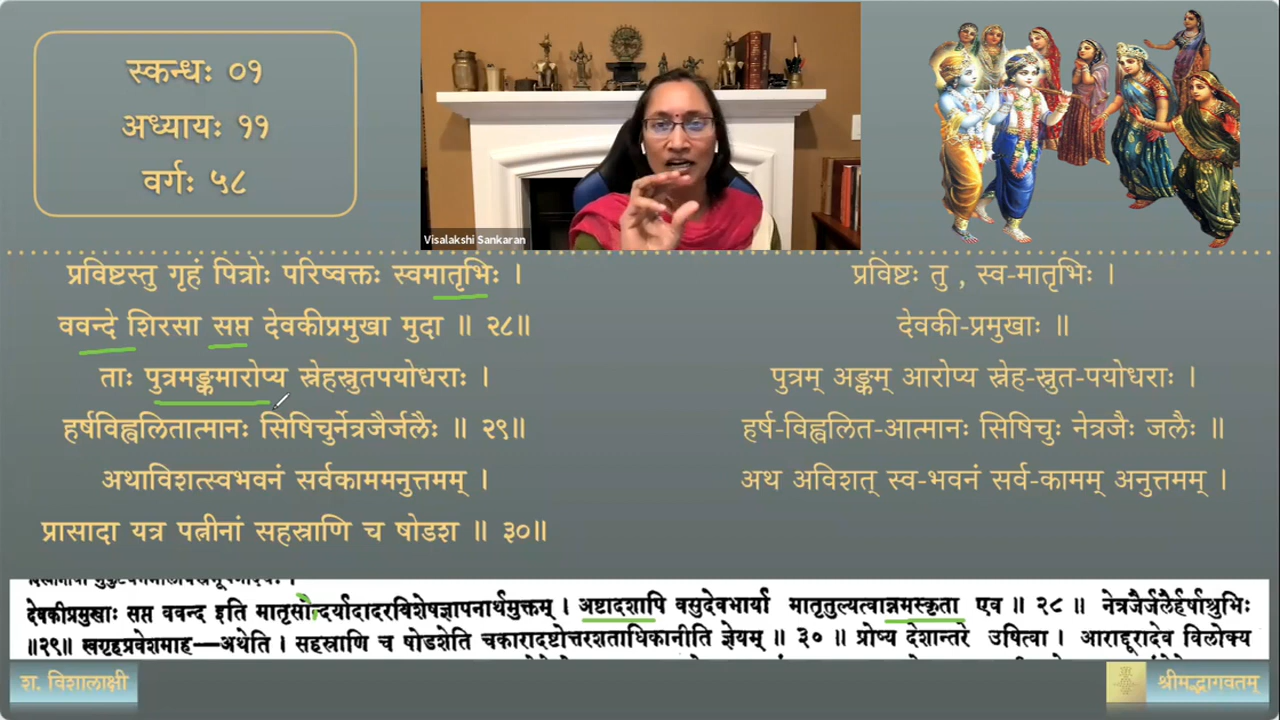 स्कन्धः ०१
अध्यायः ११
वर्गः ५८
Visalakshi Sankaran
प्रविष्टस्तु गृहं पित्रोः परिष्वक्तः स्वमातृभिः ।
ववन्दे शिरसा सप्त देवकीप्रमुखा मुदा ॥ २८॥
ताः पुत्रमङ्कमारोप्य स्नेहस्नुतपयोधराः ।
हर्षविह्वलितात्मानः सिषिचुर्नेत्रजैर्जलैः ॥ २९॥
अथाविशत्स्वभवनं सर्वकाममनुत्तमम् ।
प्रासादा यत्र पत्नीनां सहस्राणि च षोडश ॥ ३०॥
प्रविष्टः तु , स्व-मातृभिः ।
देवकी-प्रमुखाः ॥
पुत्रम् अङ्कम् आरोप्य स्नेह-स्नुत-पयोधराः ।
हर्ष-विह्वलित-आत्मानः सिषिचुः नेत्रजैः जलैः ॥
अथ अविशत् स्व-भवनं सर्व-कामम् अनुत्तमम् ।
देवकीप्रमुखाः सप्त ववन्द इति मातृसौन्दर्यादादरविशेषज्ञापनार्थमुक्तम् । अष्टादशापि वसुदेवभार्या मातृतुल्यत्वान्नमस्कृता एव ॥ २८ ॥ नेत्रजैर्जलैर्हर्षाश्रुभिः
॥२९॥ स्वगृहप्रवेशमाह—अथेति । सहस्राणि च षोडशेति चकारादष्टोत्तरशताधिकानीति ज्ञेयम् ॥ ३० ॥ प्रोष्य देशान्तरे उषित्वा । आराद्दूरादेव विलोक्य
श. विशालाक्षी
श्रीमद्भागवतम्